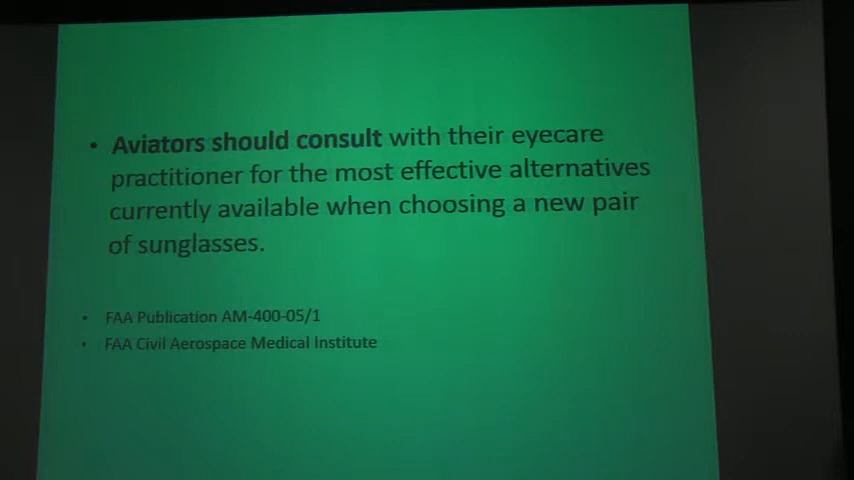 • Aviators should consult with their eyecare
practitioner for the most effective alternatives
currently available when choosing a new pair
of sunglasses.
• FAA Publication AM-400-05/1
• FAA Civil Aerospace Medical Institute